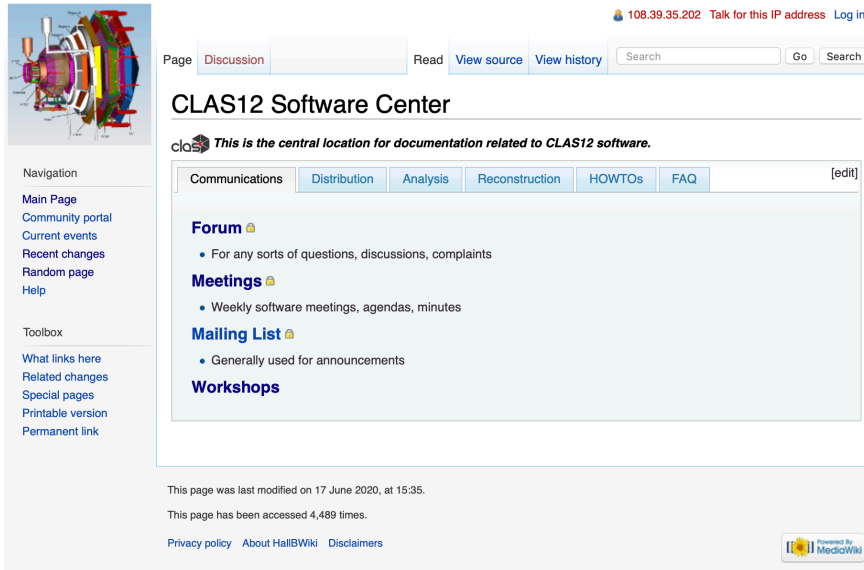 108.39.35.202 Talk for this IP address Log in
Page Discussion Read View source View history Search Go Search
CLAS12 Software Center
clas This is the central location for documentation related to CLAS12 software.
Communications Distribution Analysis Reconstruction HOWTOs FAQ [edit]
Forum
For any sorts of questions, discussions, complaints
Meetings
Weekly software meetings, agendas, minutes
Mailing List
Generally used for announcements
Workshops
Navigation
Main Page
Community portal
Current events
Recent changes
Random page
Help
Toolbox
What links here
Related changes
Special pages
Printable version
Permanent link
This page was last modified on 17 June 2020, at 15:35.
This page has been accessed 4,489 times.
Privacy policy About HallBWiki Disclaimers
Powered By
MediaWiki